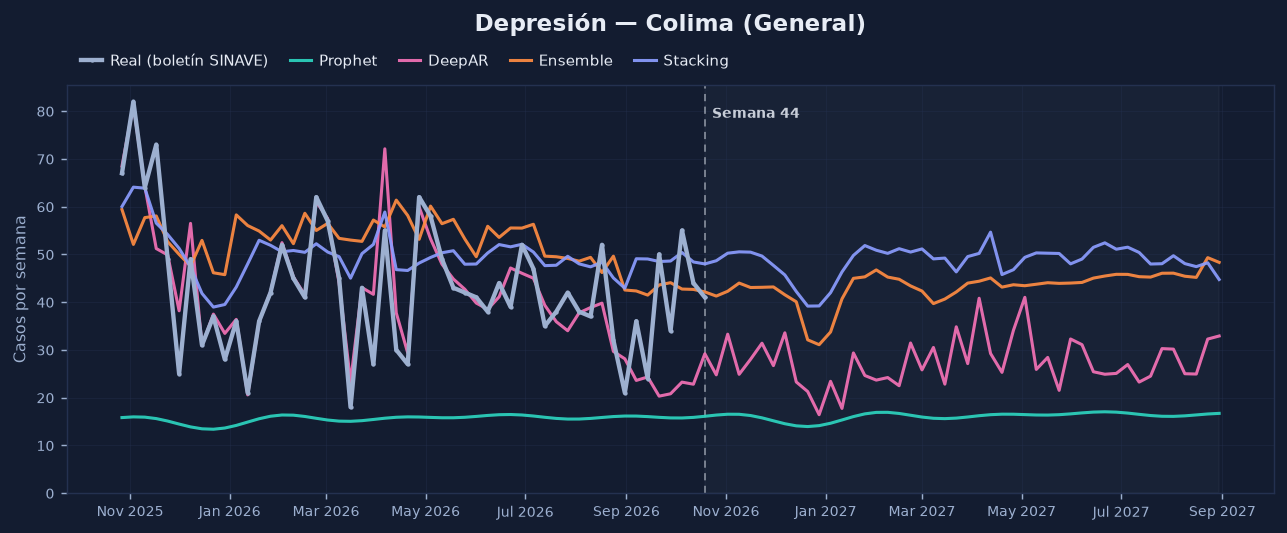 Depresión — Colima (General)
Real (boletín SINAVE) Prophet DeepAR Ensemble Stacking
Semana 44
Casos por semana
80
70
60
50
40
30
20
10
0
Nov 2025 Jan 2026 Mar 2026 May 2026 Jul 2026 Sep 2026 Nov 2026 Jan 2027 Mar 2027 May 2027 Jul 2027 Sep 2027